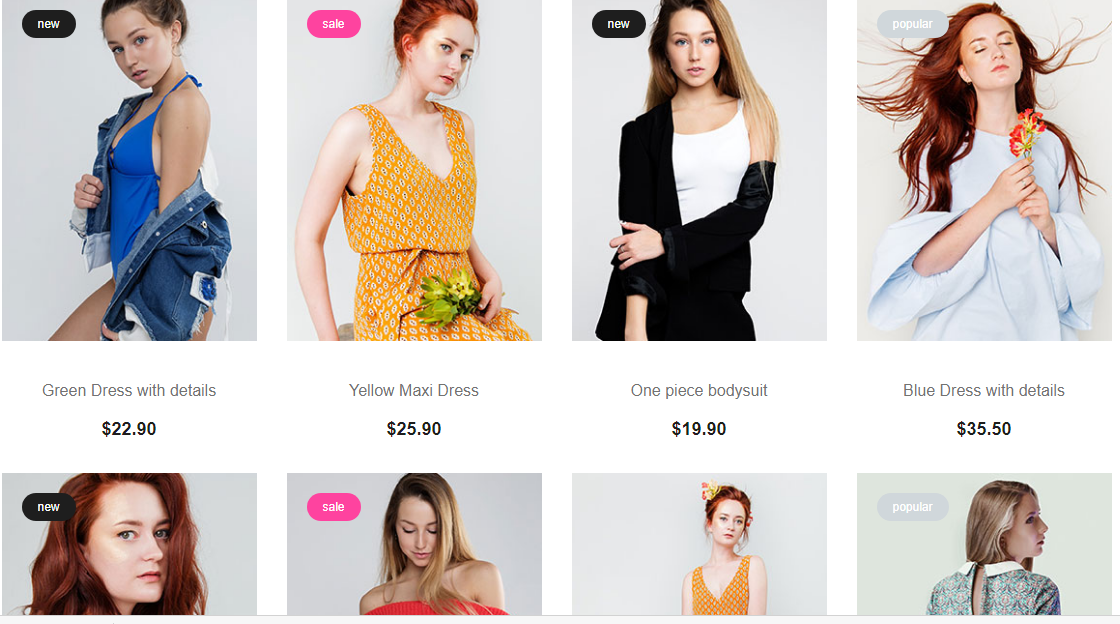 new
sale
new
popular
Green Dress with details
Yellow Maxi Dress
One piece bodysuit
Blue Dress with details
$22.90
$25.90
$19.90
$35.50
new
sale
popular